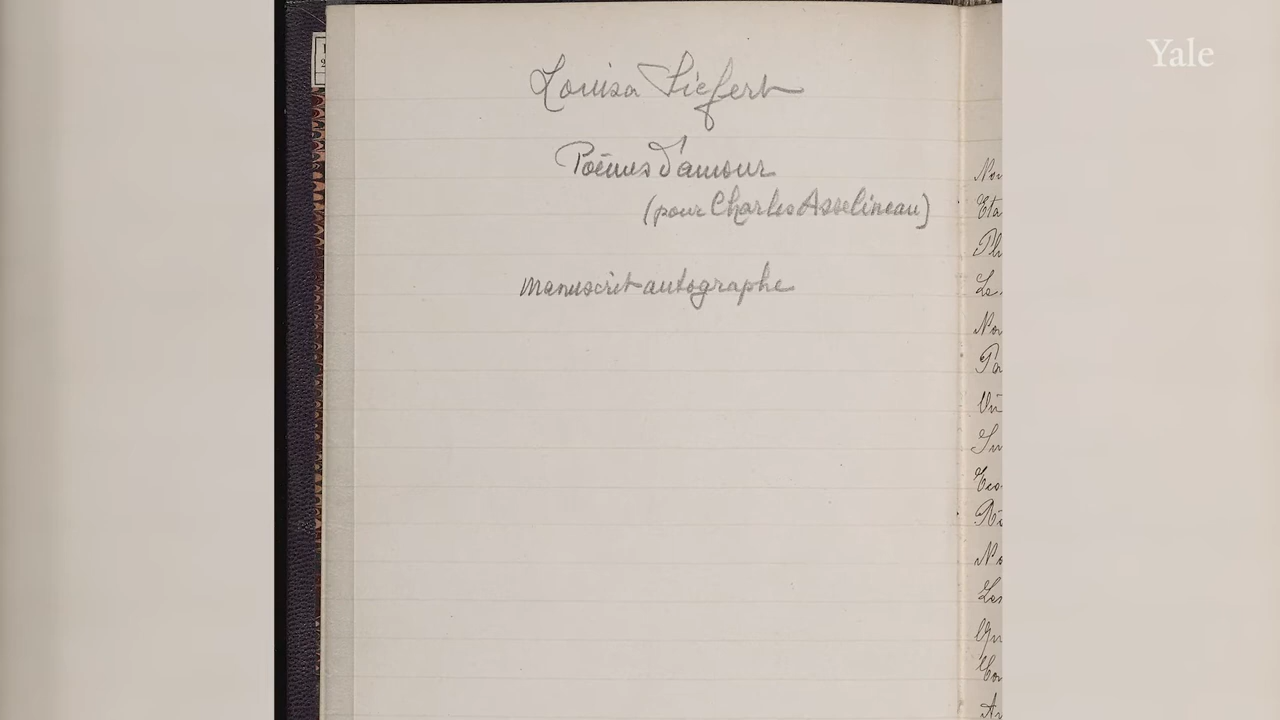 Louisa Siefert
Poèmes d'amour
(pour Charles Asselineau)
manuscrit autographe
Yale